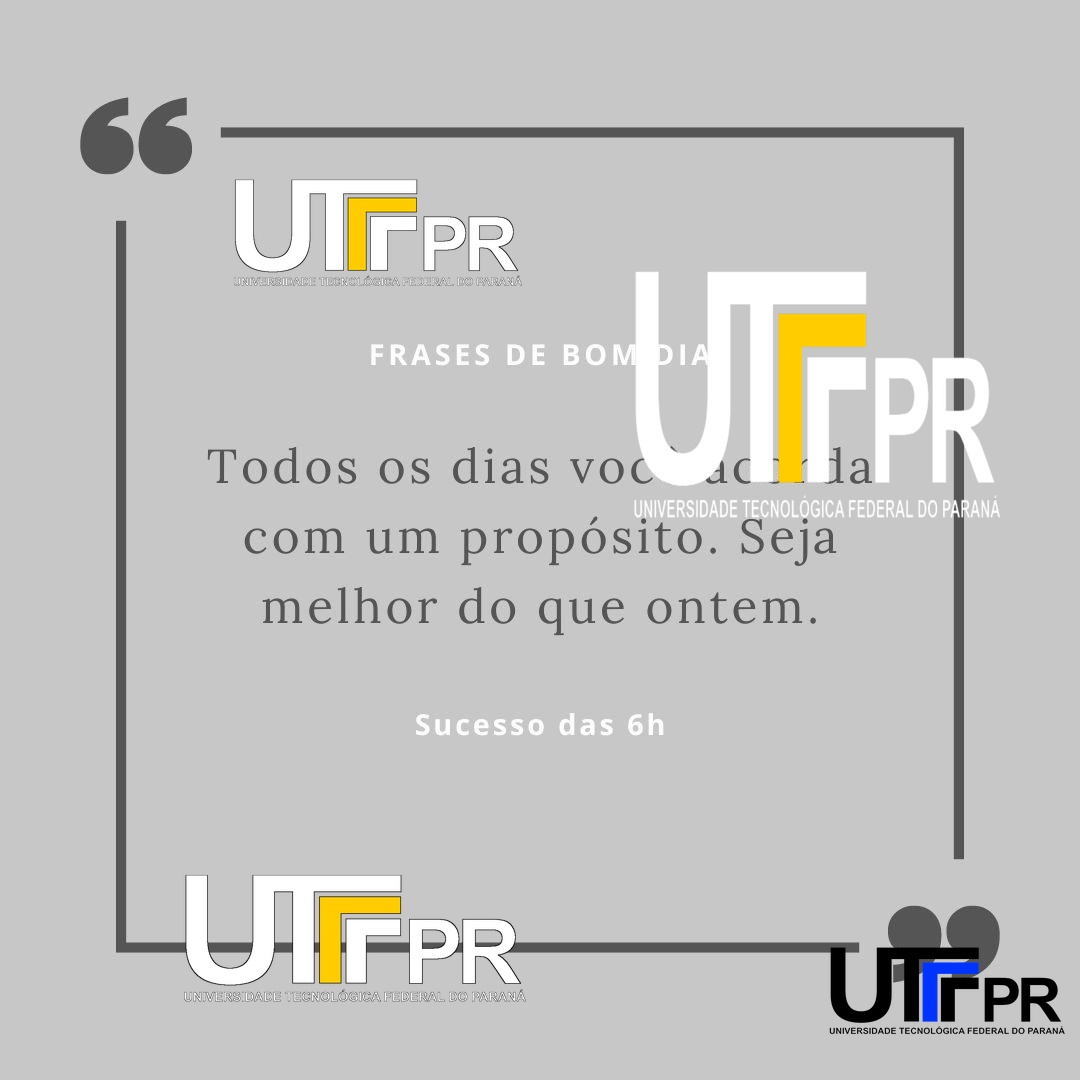 UTFPR
UNIVERSIDADE TECNOLÓGICA FEDERAL DO PARANÁ
UTFPR
UNIVERSIDADE TECNOLÓGICA FEDERAL DO PARANÁ
FRASES DE BOM DIA
Todos os dias você acorda
com um propósito. Seja
melhor do que ontem.
Sucesso das 6h
UTFPR
UNIVERSIDADE TECNOLÓGICA FEDERAL DO PARANÁ
UTFPR
UNIVERSIDADE TECNOLÓGICA FEDERAL DO PARANÁ